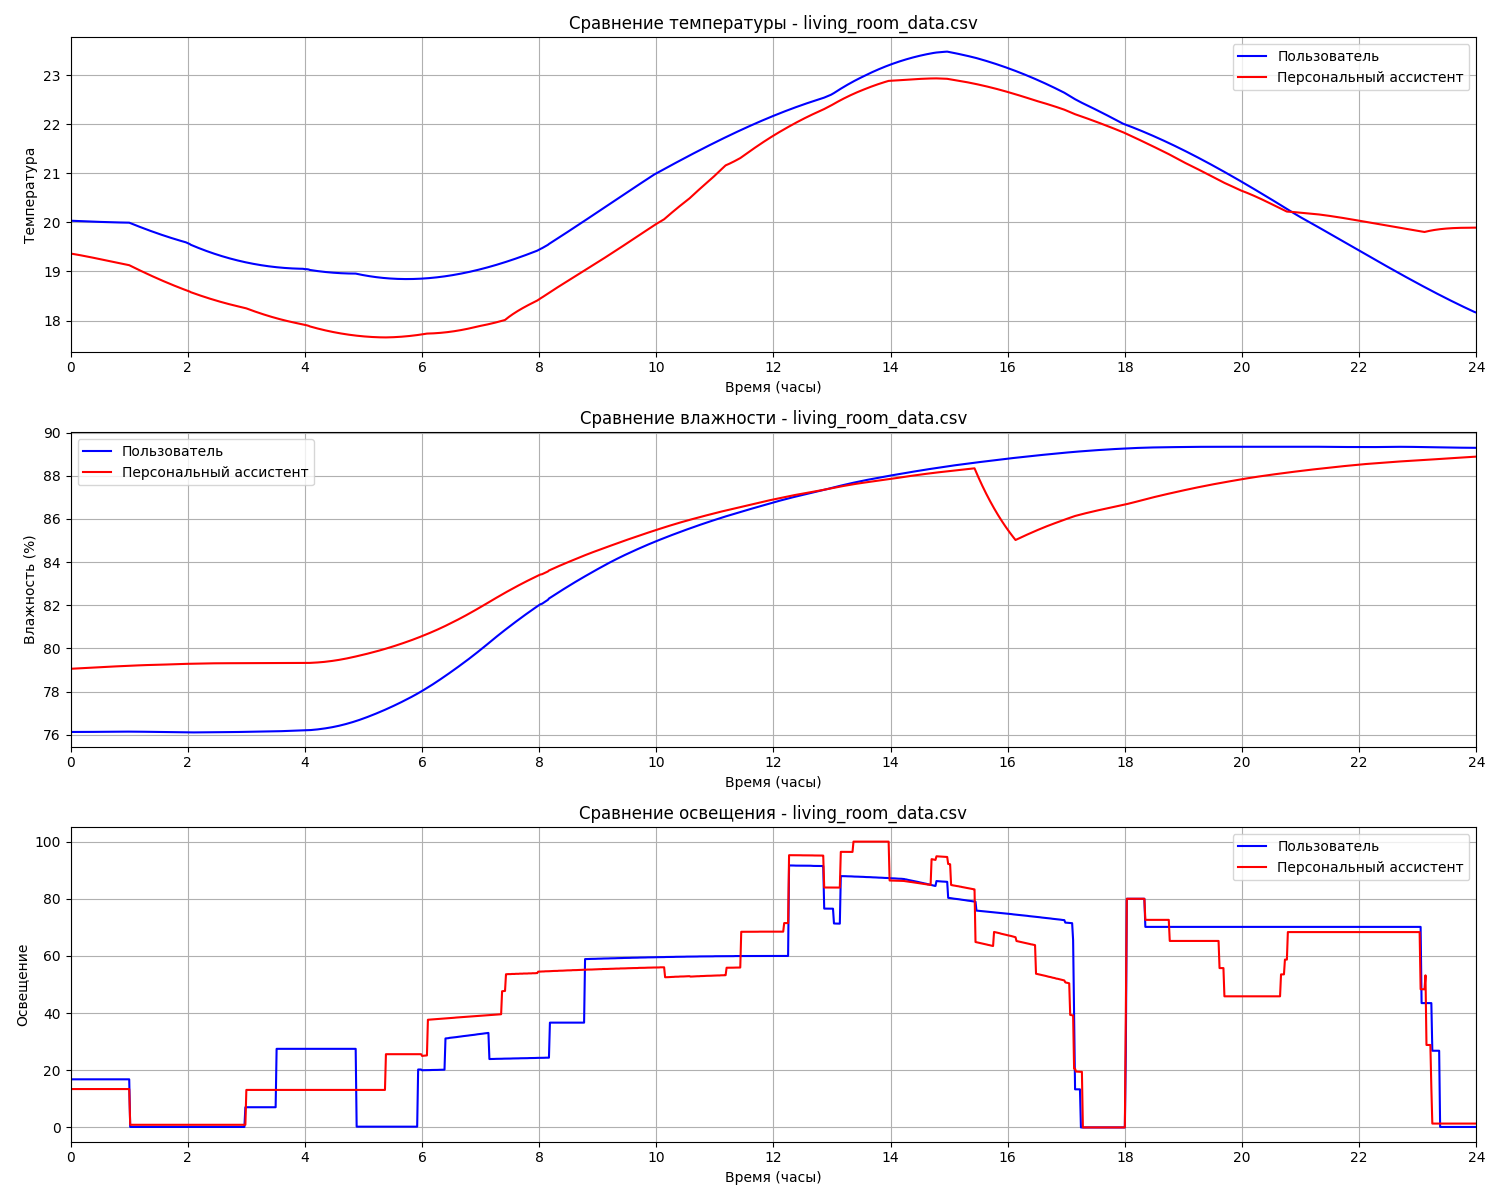 Сравнение температуры - living_room_data.csv
Пользователь
Персональный ассистент
Температура
23
22
21
20
19
18
0 2 4 6 8 10 12 14 16 18 20 22 24
Время (часы)
Сравнение влажности - living_room_data.csv
Пользователь
Персональный ассистент
Влажность (%)
90
88
86
84
82
80
78
76
0 2 4 6 8 10 12 14 16 18 20 22 24
Время (часы)
Сравнение освещения - living_room_data.csv
Пользователь
Персональный ассистент
Освещение
100
80
60
40
20
0
0 2 4 6 8 10 12 14 16 18 20 22 24
Время (часы)